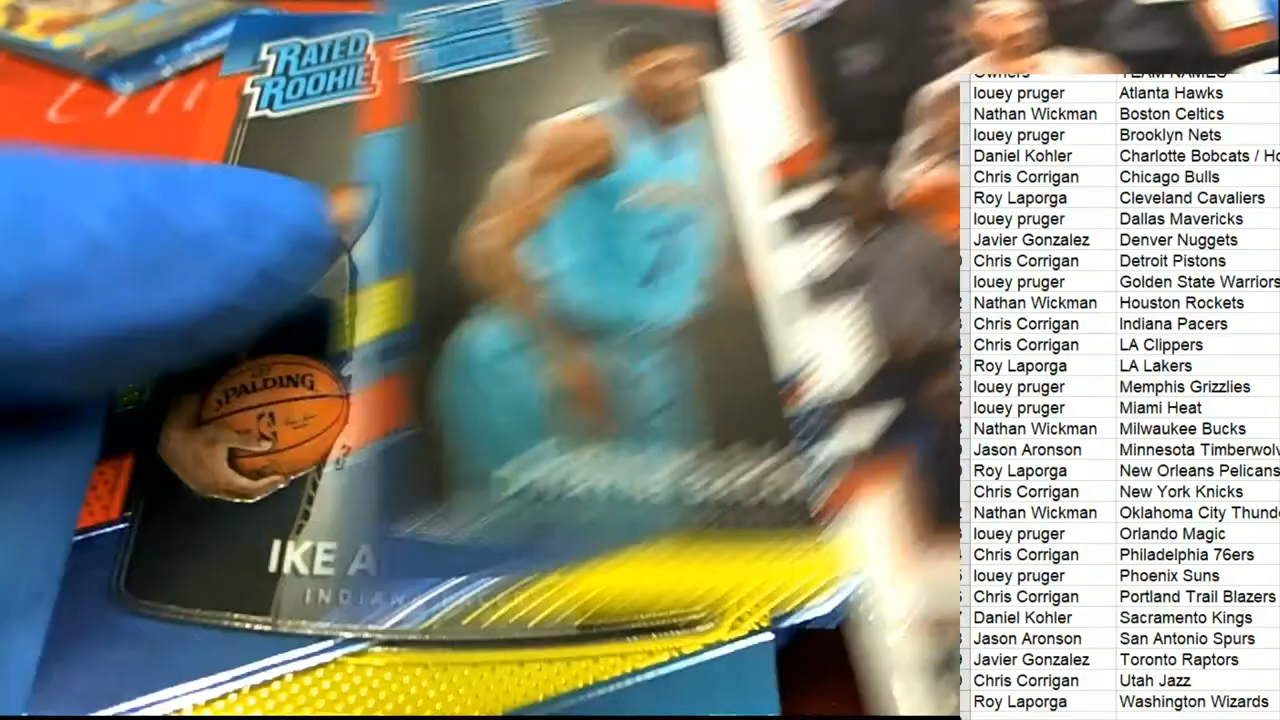 RATED
ROOKIE
SPALDING
IKE A
INDIANA
Owners TEAM NAMES
louey pruger Atlanta Hawks
Nathan Wickman Boston Celtics
louey pruger Brooklyn Nets
Daniel Kohler Charlotte Bobcats / Ho
Chris Corrigan Chicago Bulls
Roy Laporga Cleveland Cavaliers
louey pruger Dallas Mavericks
Javier Gonzalez Denver Nuggets
Chris Corrigan Detroit Pistons
louey pruger Golden State Warriors
Nathan Wickman Houston Rockets
Chris Corrigan Indiana Pacers
Chris Corrigan LA Clippers
Roy Laporga LA Lakers
louey pruger Memphis Grizzlies
louey pruger Miami Heat
Nathan Wickman Milwaukee Bucks
Jason Aronson Minnesota Timberwolv
Roy Laporga New Orleans Pelicans
Chris Corrigan New York Knicks
Nathan Wickman Oklahoma City Thund
louey pruger Orlando Magic
Chris Corrigan Philadelphia 76ers
louey pruger Phoenix Suns
Chris Corrigan Portland Trail Blazers
Daniel Kohler Sacramento Kings
Jason Aronson San Antonio Spurs
Javier Gonzalez Toronto Raptors
Chris Corrigan Utah Jazz
Roy Laporga Washington Wizards